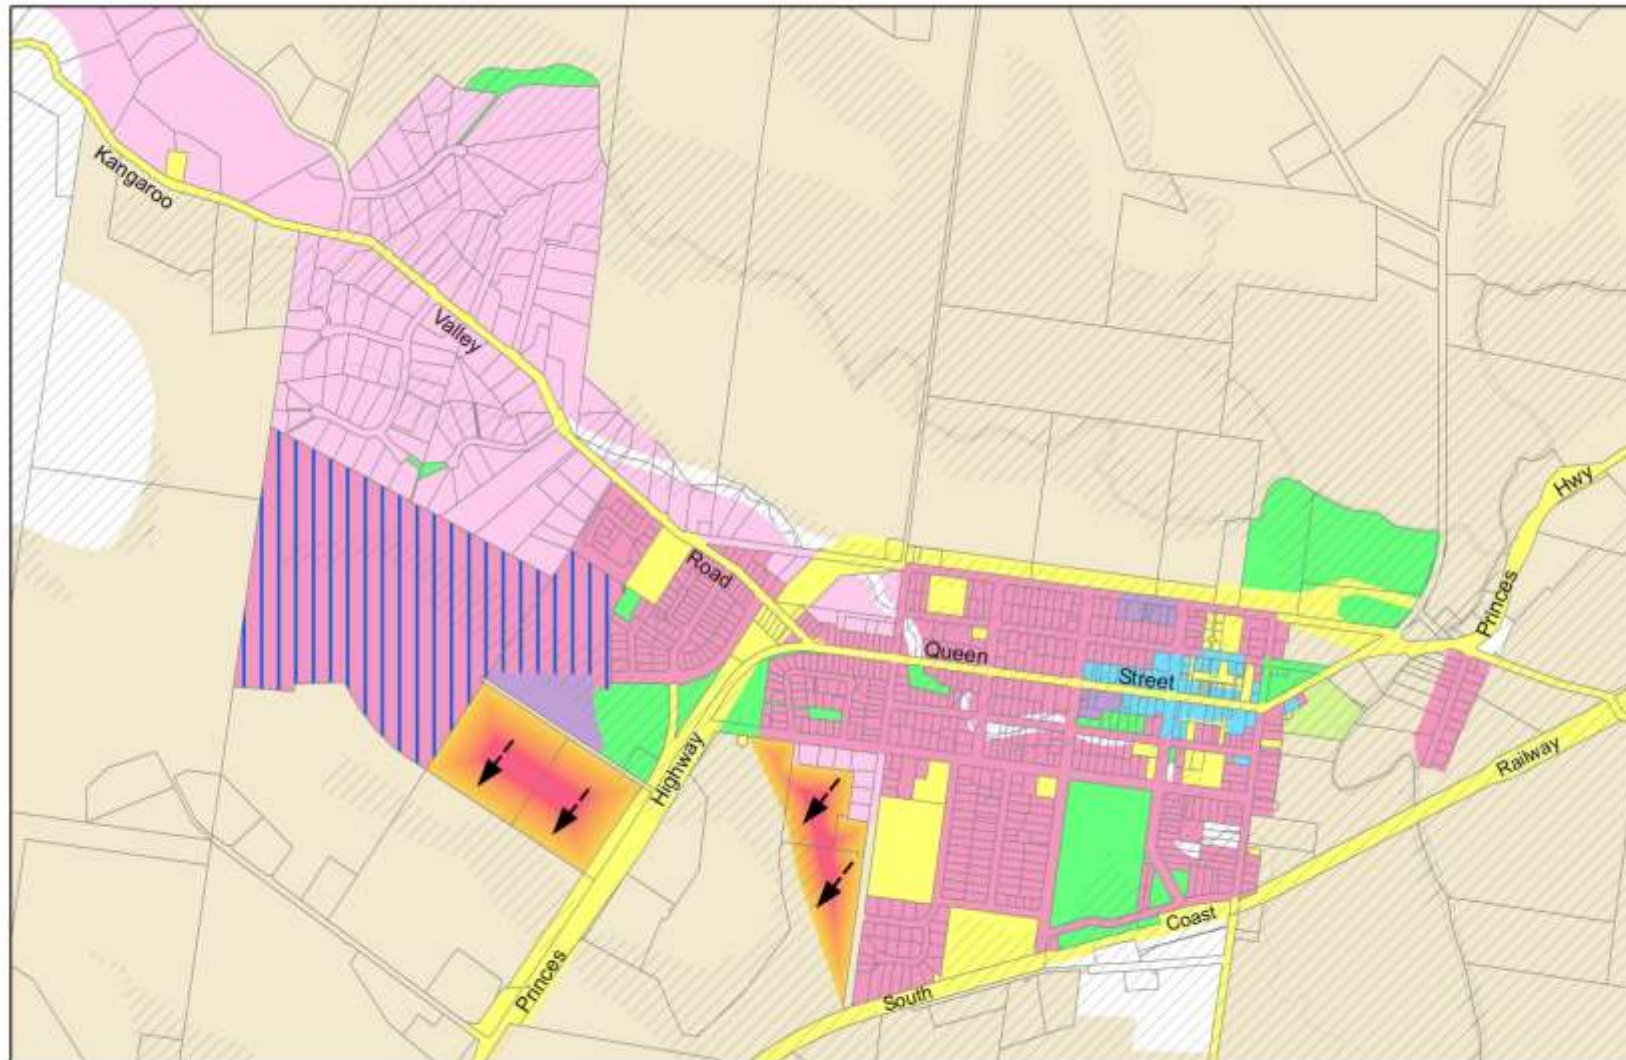 Kangaroo
Valley
Road
Queen
Street
Princes
Hwy
Highway
Princes
South
Coast
Railway